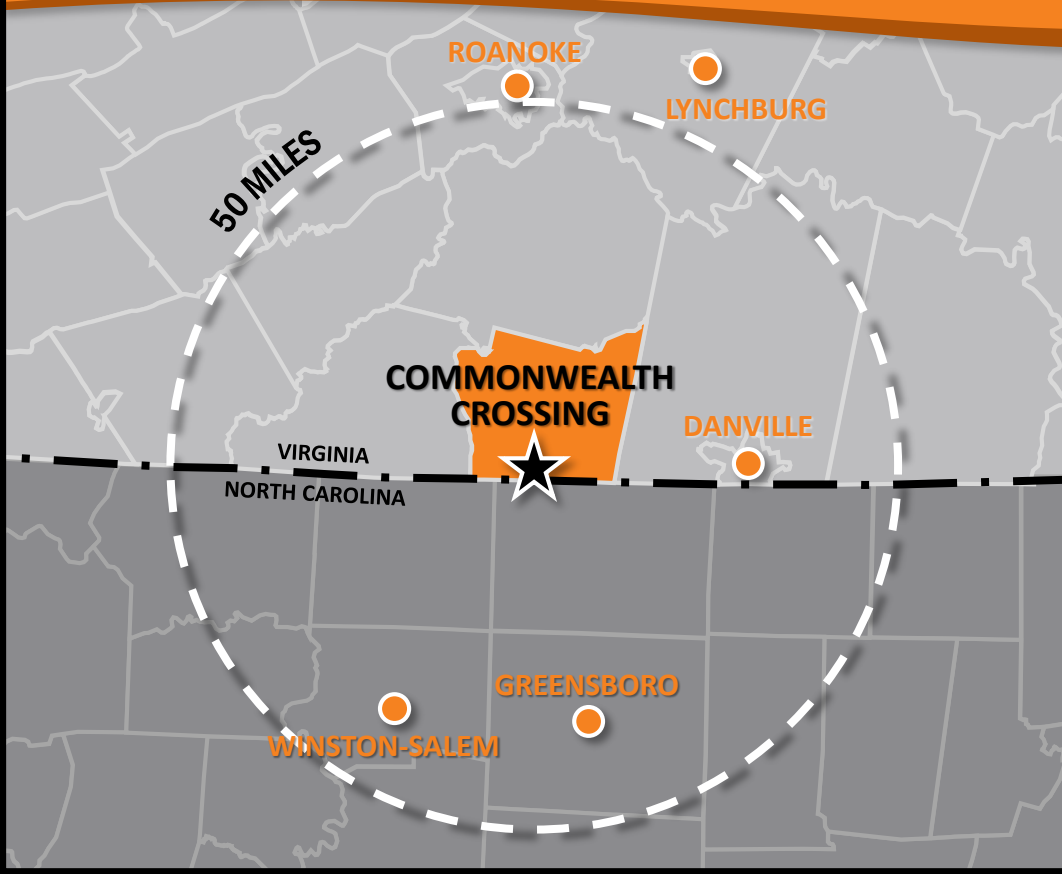 ROANOKE
LYNCHBURG
50 MILES
COMMONWEALTH
CROSSING
DANVILLE
VIRGINIA
NORTH CAROLINA
GREENSBORO
WINSTON-SALEM